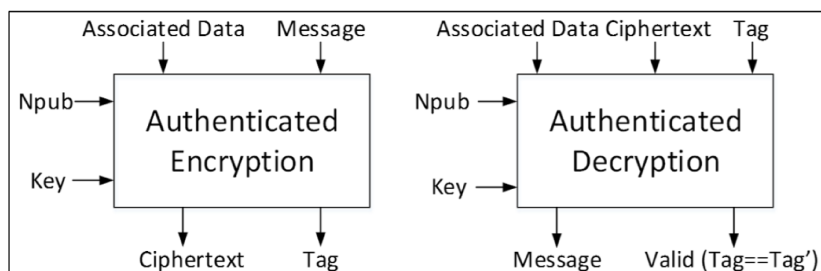 Associated Data Message
Npub
Authenticated
Encryption
Key
Ciphertext Tag
Associated Data Ciphertext Tag
Npub
Authenticated
Decryption
Key
Message Valid (Tag==Tag’)